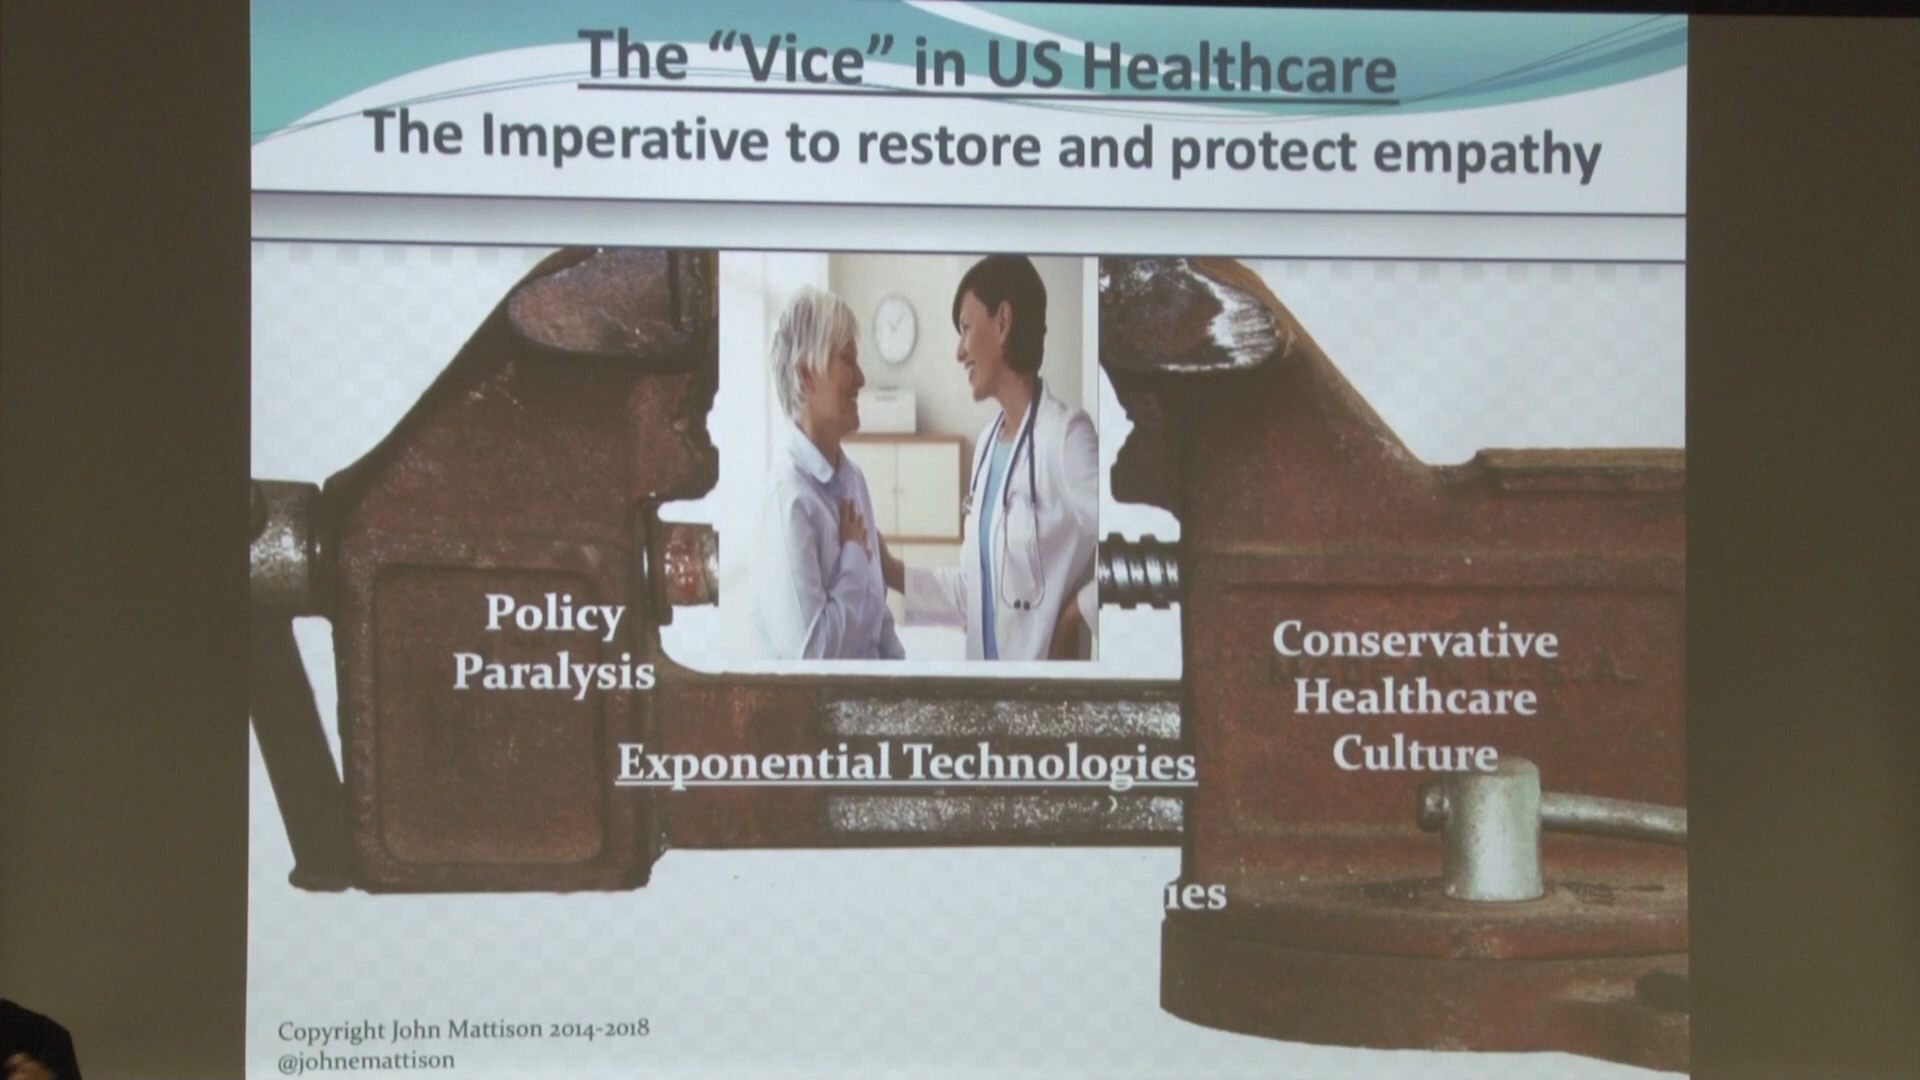 The “Vice” in US Healthcare
The Imperative to restore and protect empathy
Policy
Paralysis
Exponential Technologies
Conservative
Healthcare
Culture
ies
Copyright John Mattison 2014-2018
@johnemattison